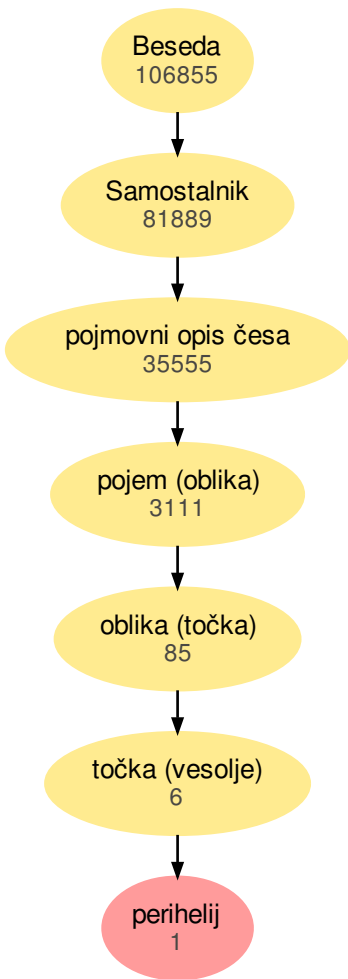 Beseda
106855
Samostalnik
81889
pojmovni opis česa
35555
pojem (oblika)
3111
oblika (točka)
85
točka (vesolje)
6
perihelij
1